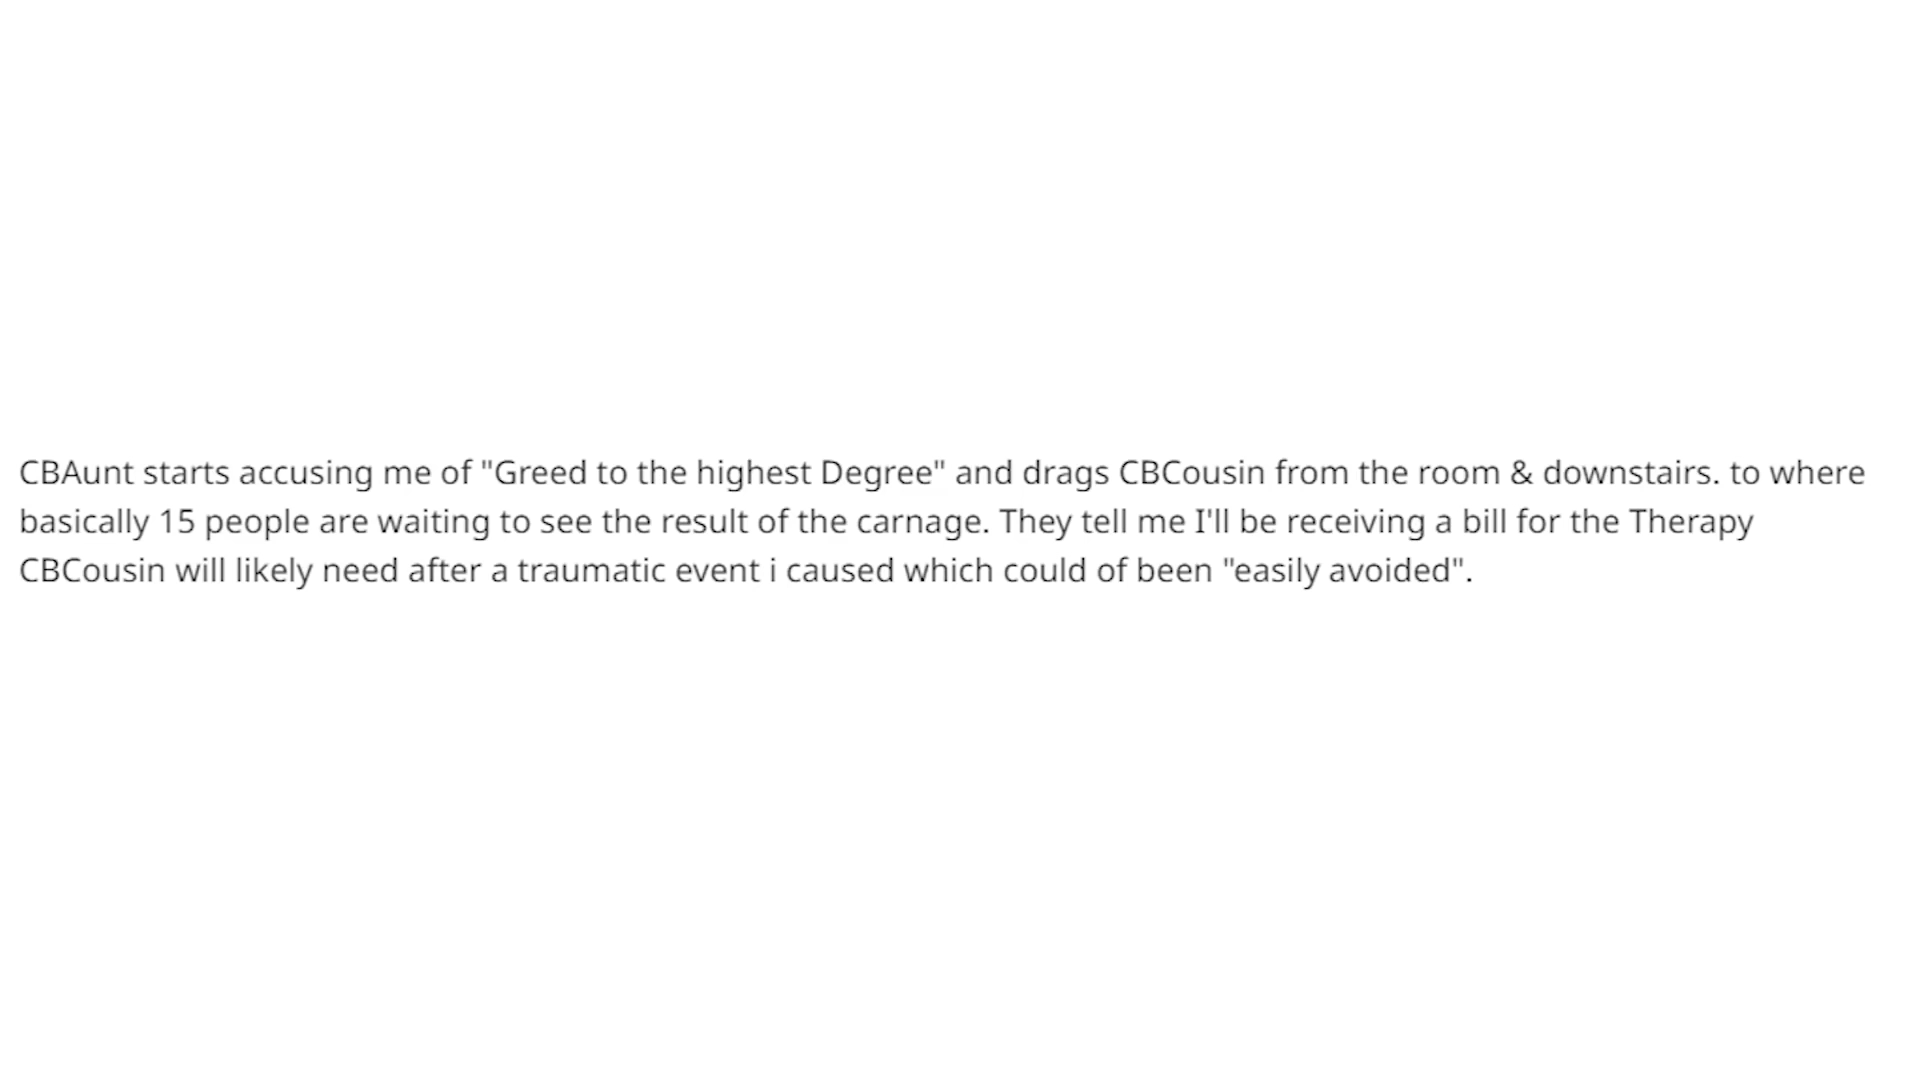 CBAunt starts accusing me of "Greed to the highest Degree" and drags CBCousin from the room & downstairs. to where
basically 15 people are waiting to see the result of the carnage. They tell me I'll be receiving a bill for the Therapy
CBCousin will likely need after a traumatic event i caused which could of been "easily avoided".